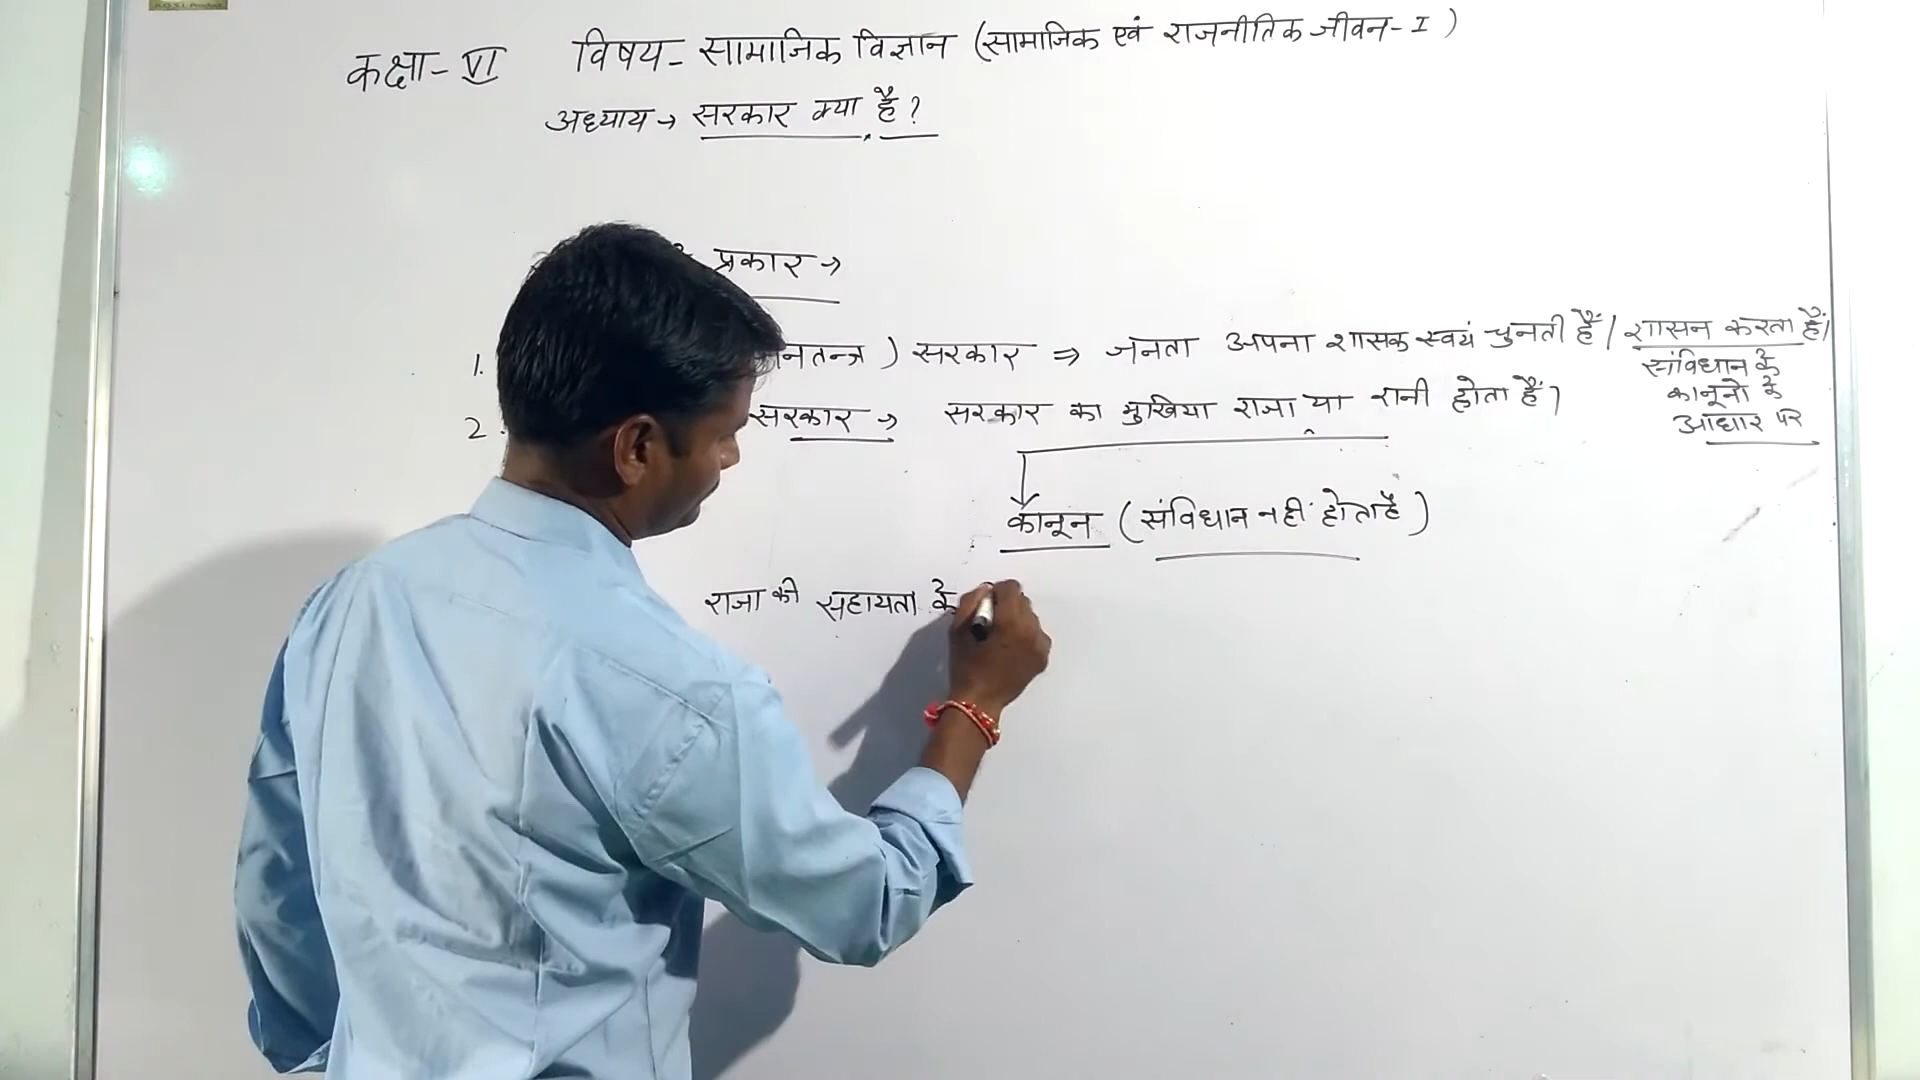 कक्षा- VI विषय- सामाजिक विज्ञान (सामाजिक एवं राजनीतिक जीवन- I )
अध्याय → सरकार क्या है ?
प्रकार →
1. नतन्त्र ) सरकार ⇒ जनता अपना शासक स्वयं चुनती है / शासन करता है।
संविधान के
कानूनो के
आधार पर
2. सरकार → सरकार का मुखिया राजा या रानी होता है।
कानून ( संविधान नहीं होता है )
राजा की सहायता के